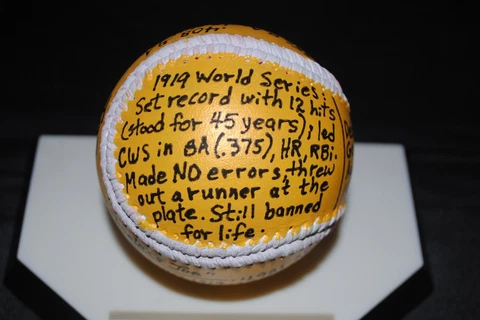 1919 World Series:
Set record with 12 hits
(stood for 45 years); led
CWS in BA(.375), HR, RBi.
Made NO errors, threw
out a runner at the
plate. Still banned
for life.